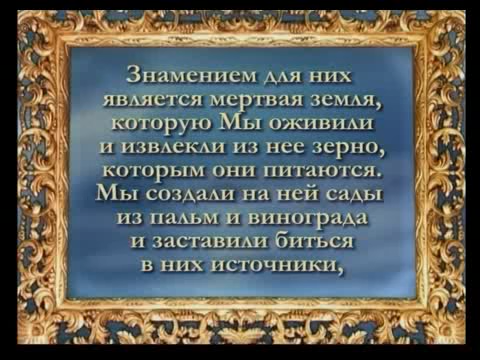 Знамением для них
является мертвая земля,
которую Мы оживили
и извлекли из нее зерно,
которым они питаются.
Мы создали на ней сады
из пальм и винограда
и заставили биться
в них источники,